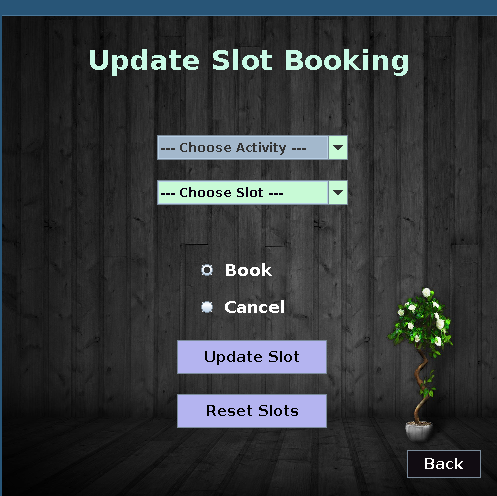 Update Slot Booking
--- Choose Activity ---
--- Choose Slot ---
Book
Cancel
Update Slot
Reset Slots
Back